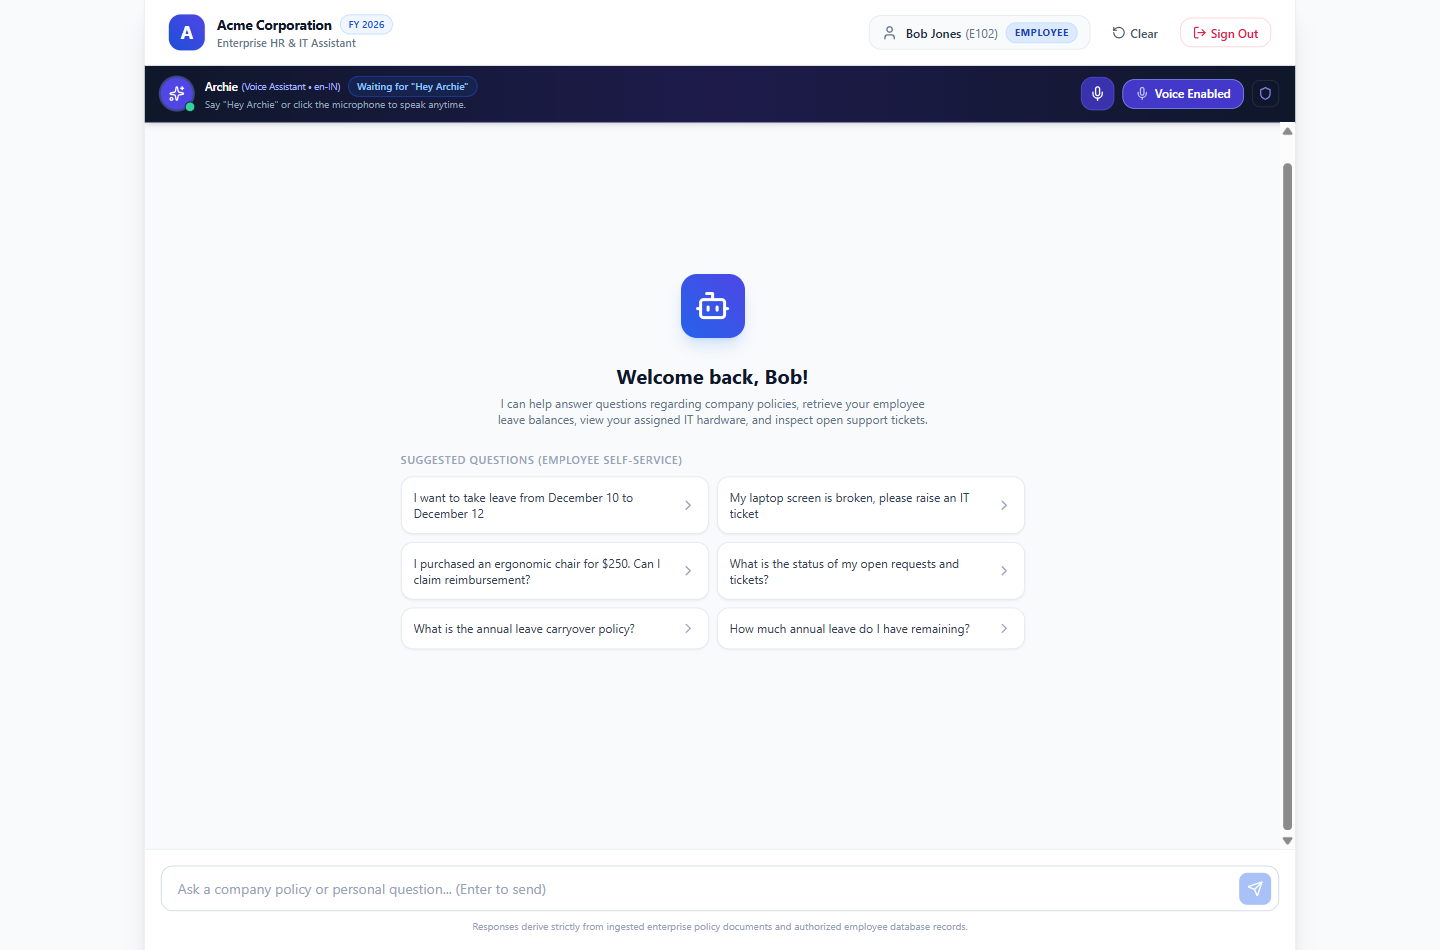 A
Acme Corporation
FY 2026
Enterprise HR & IT Assistant
Bob Jones (E102)
EMPLOYEE
Clear
Sign Out
Archie (Voice Assistant • en-IN)
Waiting for "Hey Archie"
Say "Hey Archie" or click the microphone to speak anytime.
Voice Enabled
Welcome back, Bob!
I can help answer questions regarding company policies, retrieve your employee
leave balances, view your assigned IT hardware, and inspect open support tickets.
SUGGESTED QUESTIONS (EMPLOYEE SELF-SERVICE)
I want to take leave from December 10 to
December 12
My laptop screen is broken, please raise an IT
ticket
I purchased an ergonomic chair for $250. Can I
claim reimbursement?
What is the status of my open requests and
tickets?
What is the annual leave carryover policy?
How much annual leave do I have remaining?
Ask a company policy or personal question... (Enter to send)
Responses derive strictly from ingested enterprise policy documents and authorized employee database records.